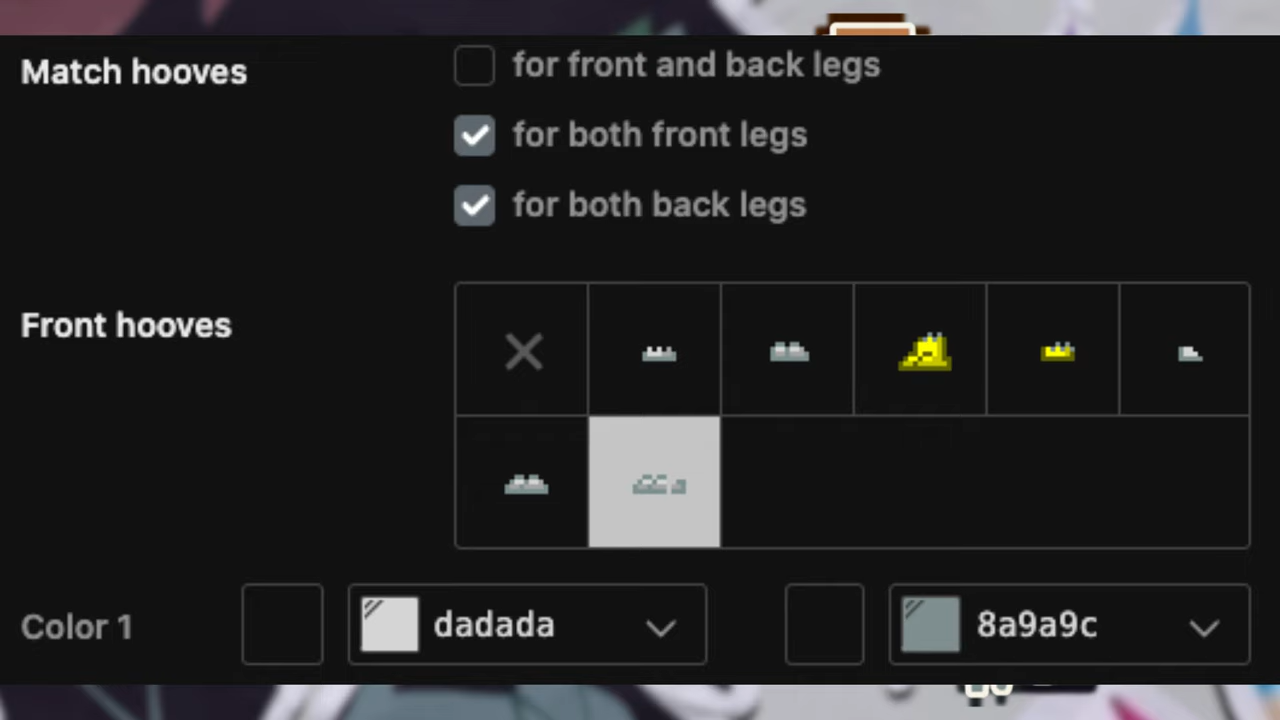 Match hooves
for front and back legs
for both front legs
for both back legs
Front hooves
Color 1
dadada
8a9a9c